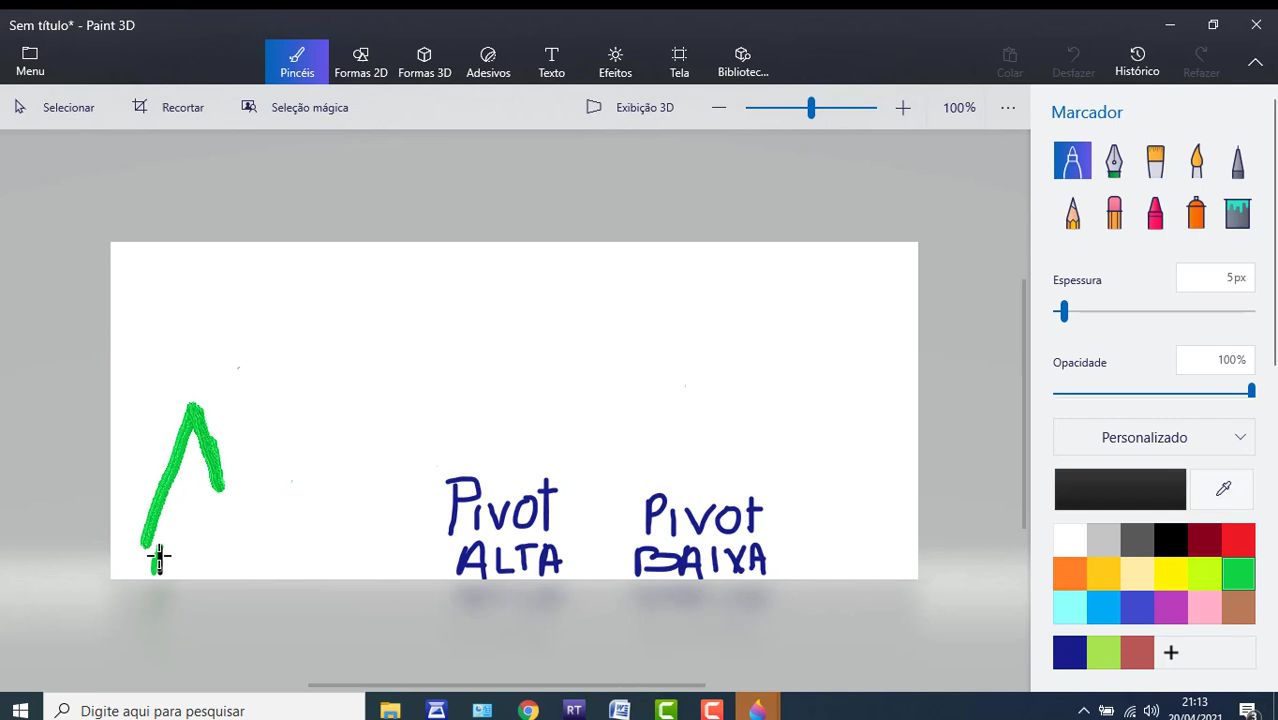 Sem título* - Paint 3D
Menu
Pincéis
Formas 2D
Formas 3D
Adesivos
Texto
Efeitos
Tela
Bibliotec...
Colar
Desfazer
Histórico
Refazer
Selecionar
Recortar
Seleção mágica
Exibição 3D
100%
Marcador
Espessura
5px
Opacidade
100%
Personalizado
Pivot
ALTA
Pivot
BAIXA
Digite aqui para pesquisar
RT
21:13
20/04/2021
3